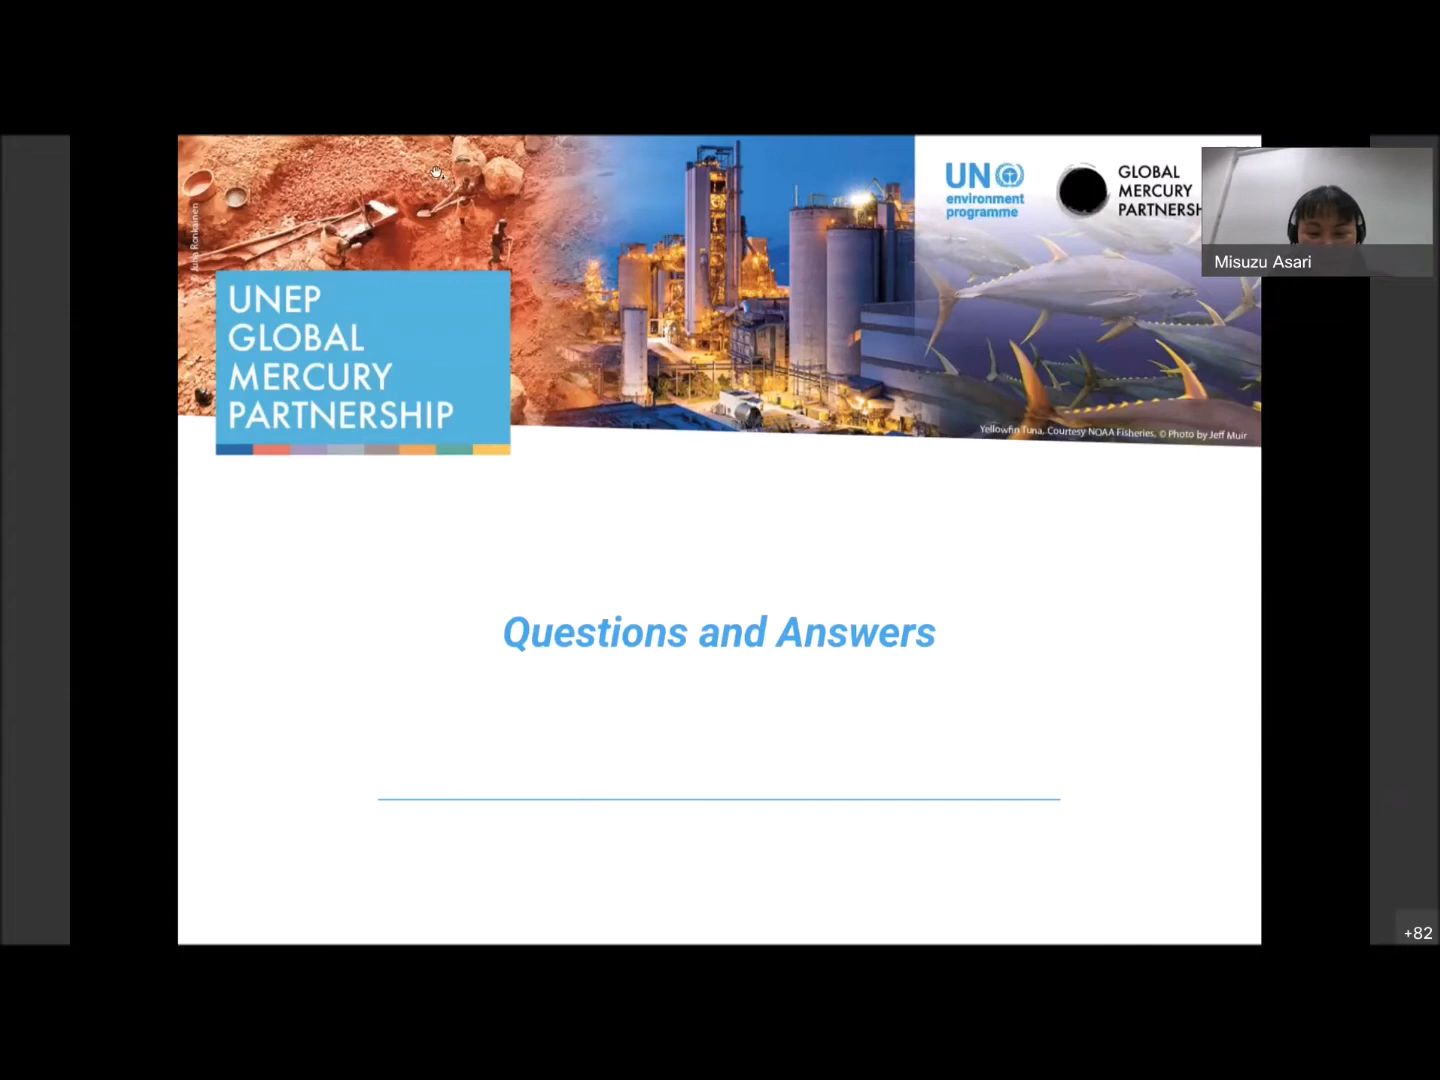 UN
environment
programme
GLOBAL
MERCURY
PARTNERSH
Misuzu Asari
UNEP
GLOBAL
MERCURY
PARTNERSHIP
Yellowfin Tuna, Courtesy NOAA Fisheries, © Photo by Jeff Muir
Questions and Answers
+82